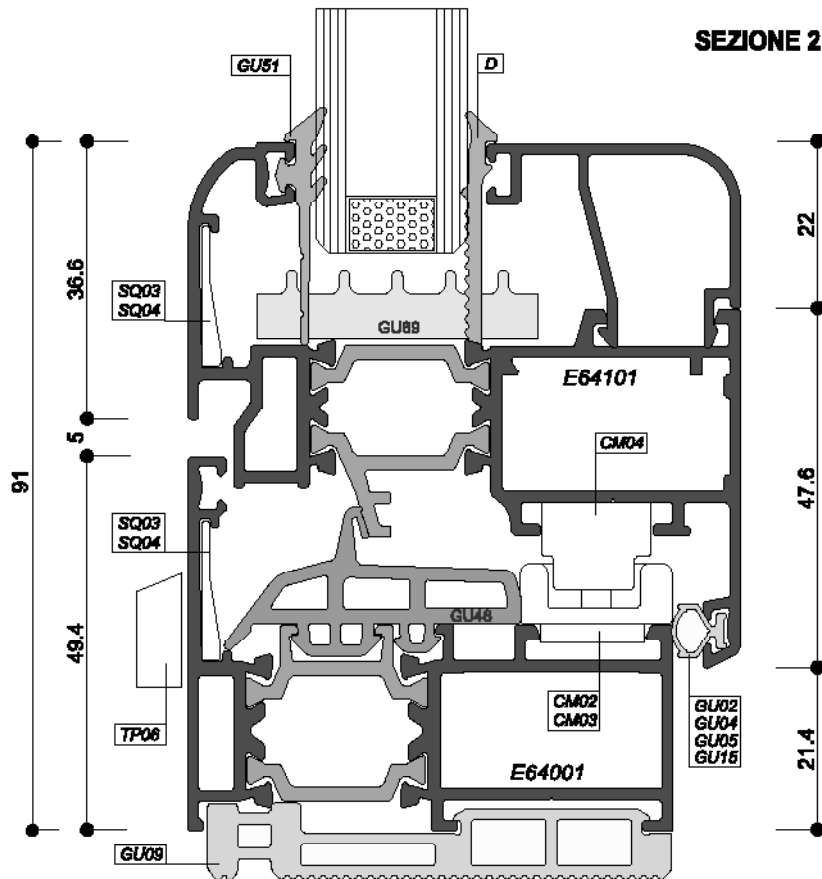 SEZIONE 2
GU51
D
36.6
22
SQ03
SQ04
GU89
E64101
5
91
CM04
47.6
SQ03
SQ04
49.4
GU48
TP06
CM02
CM03
GU02
GU04
GU05
GU15
E64001
21.4
GU09